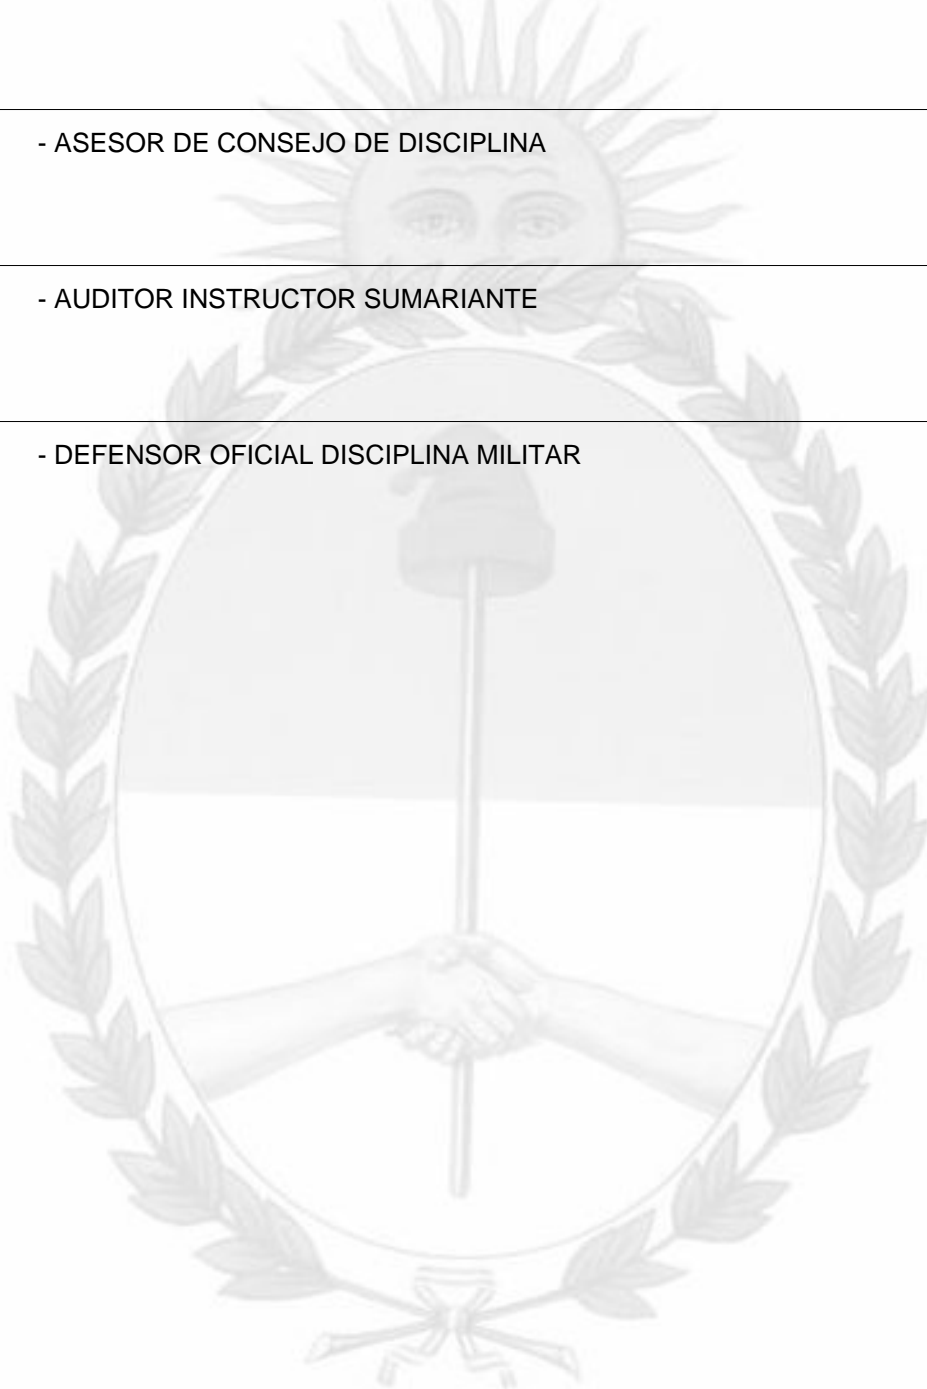 - ASESOR DE CONSEJO DE DISCIPLINA
- AUDITOR INSTRUCTOR SUMARIANTE
- DEFENSOR OFICIAL DISCIPLINA MILITAR